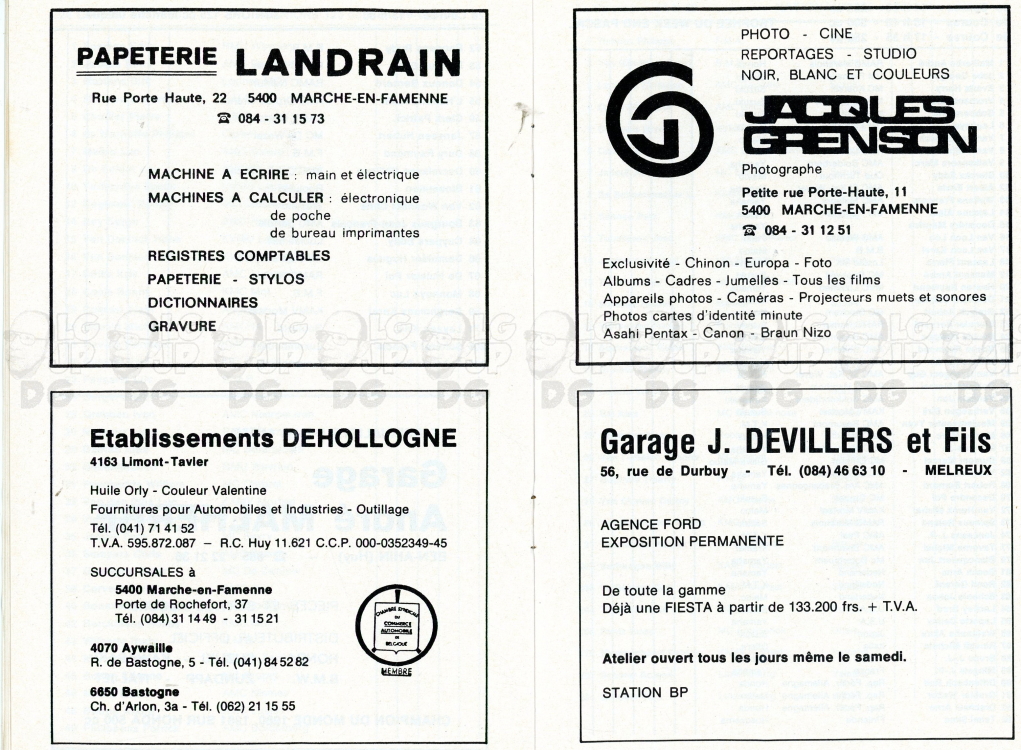 PAPETERIE LANDRAIN
Rue Porte Haute, 22 5400 MARCHE-EN-FAMENNE
☎ 084 - 31 15 73
MACHINE A ECRIRE : main et électrique
MACHINES A CALCULER : électronique
de poche
de bureau imprimantes
REGISTRES COMPTABLES
PAPETERIE - STYLOS
DICTIONNAIRES
GRAVURE
PHOTO - CINE
REPORTAGES - STUDIO
NOIR, BLANC ET COULEURS
JACQUES
GRENSON
Photographe
Petite rue Porte-Haute, 11
5400 MARCHE-EN-FAMENNE
☎ 084 - 31 12 51
Exclusivité - Chinon - Europa - Foto
Albums - Cadres - Jumelles - Tous les films
Appareils photos - Caméras - Projecteurs muets et sonores
Photos cartes d'identité minute
Asahi Pentax - Canon - Braun Nizo
Etablissements DEHOLLOGNE
4163 Limont-Tavier
Huile Orly - Couleur Valentine
Fournitures pour Automobiles et Industries - Outillage
Tél. (041) 71 41 52
T.V.A. 595.872.087 – R.C. Huy 11.621 C.C.P. 000-0352349-45
SUCCURSALES à
5400 Marche-en-Famenne
Porte de Rochefort, 37
Tél. (084) 31 14 49 - 31 15 21
4070 Aywaille
R. de Bastogne, 5 - Tél. (041) 84 52 82
6650 Bastogne
Ch. d'Arlon, 3a - Tél. (062) 21 15 55
CHAMBRE SYNDICALE
DU
COMMERCE
AUTOMOBILE
DE
BELGIQUE
MEMBRE
Garage J. DEVILLERS et Fils
56, rue de Durbuy - Tél. (084) 46 63 10 - MELREUX
AGENCE FORD
EXPOSITION PERMANENTE
De toute la gamme
Déjà une FIESTA à partir de 133.200 frs. + T.V.A.
Atelier ouvert tous les jours même le samedi.
STATION BP